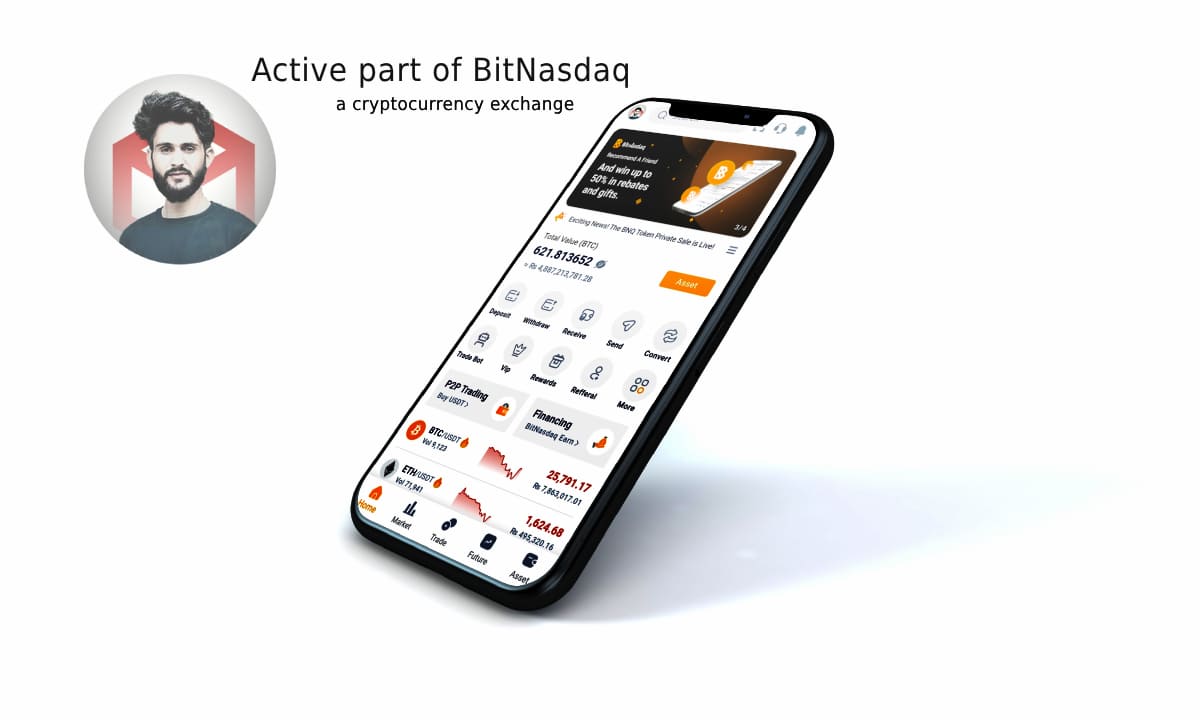 Active part of BitNasdaq
a cryptocurrency exchange
BitNasdaq
Recommend A Friend
And win up to
50% in rebates
and gifts.
3/4
Exciting News! The BNQ Token Private Sale is Live!
Total Value (BTC)
621.813652
≈ Rs 4,887,213,781.28
Asset
Deposit Withdraw Receive Send Convert
Trade Bot Vip Rewards Refferal More
P2P Trading
Buy USDT >
Financing
BitNasdaq Earn >
BTC/USDT
Vol 9,123
25,791.17
Rs 7,863,017.01
ETH/USDT
Vol 71,941
1,624.68
Rs 495,320.16
Home Market Trade Future Asset